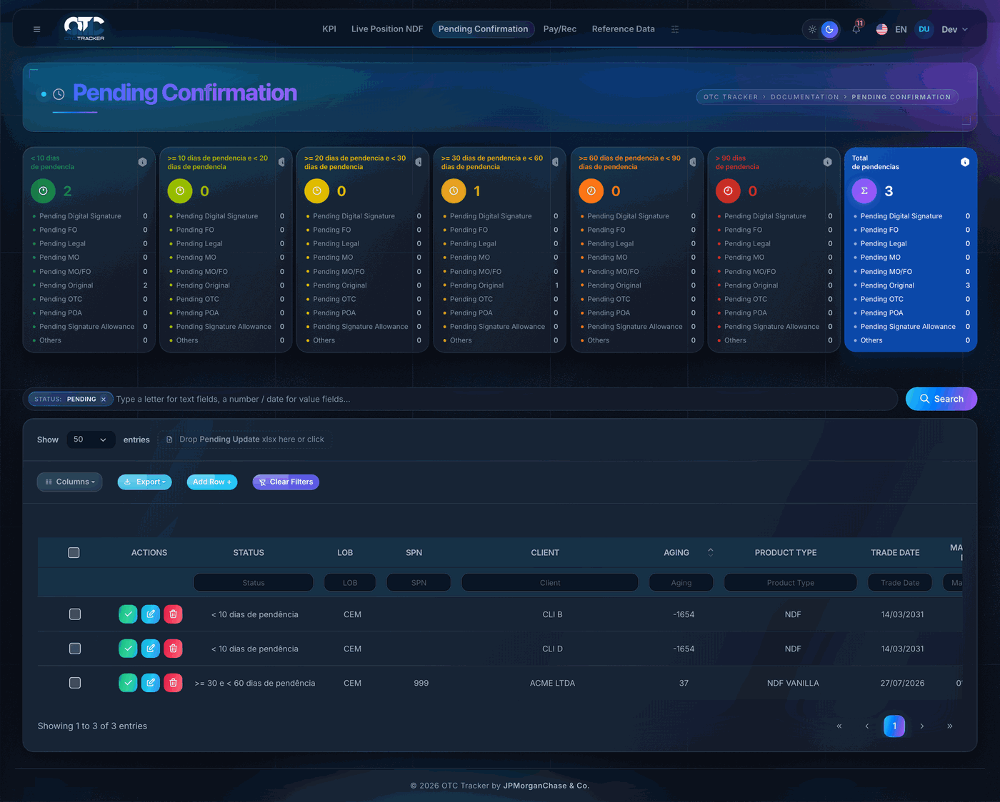 OTC TRACKER
KPI
Live Position NDF
Pending Confirmation
Pay/Rec
Reference Data
11
EN
DU
Dev
Pending Confirmation
OTC TRACKER > DOCUMENTATION > PENDING CONFIRMATION
< 10 dias
de pendencia
2
Pending Digital Signature 0
Pending FO 0
Pending Legal 0
Pending MO 0
Pending MO/FO 0
Pending Original 2
Pending OTC 0
Pending POA 0
Pending Signature Allowance 0
Others 0
>= 10 dias de pendencia e < 20
dias de pendencia
0
Pending Digital Signature 0
Pending FO 0
Pending Legal 0
Pending MO 0
Pending MO/FO 0
Pending Original 0
Pending OTC 0
Pending POA 0
Pending Signature Allowance 0
Others 0
>= 20 dias de pendencia e < 30
dias de pendencia
0
Pending Digital Signature 0
Pending FO 0
Pending Legal 0
Pending MO 0
Pending MO/FO 0
Pending Original 0
Pending OTC 0
Pending POA 0
Pending Signature Allowance 0
Others 0
>= 30 dias de pendencia e < 60
dias de pendencia
1
Pending Digital Signature 0
Pending FO 0
Pending Legal 0
Pending MO 0
Pending MO/FO 0
Pending Original 1
Pending OTC 0
Pending POA 0
Pending Signature Allowance 0
Others 0
>= 60 dias de pendencia e < 90
dias de pendencia
0
Pending Digital Signature 0
Pending FO 0
Pending Legal 0
Pending MO 0
Pending MO/FO 0
Pending Original 0
Pending OTC 0
Pending POA 0
Pending Signature Allowance 0
Others 0
> 90 dias
de pendencia
0
Pending Digital Signature 0
Pending FO 0
Pending Legal 0
Pending MO 0
Pending MO/FO 0
Pending Original 0
Pending OTC 0
Pending POA 0
Pending Signature Allowance 0
Others 0
Total
de pendencias
Σ 3
Pending Digital Signature 0
Pending FO 0
Pending Legal 0
Pending MO 0
Pending MO/FO 0
Pending Original 3
Pending OTC 0
Pending POA 0
Pending Signature Allowance 0
Others 0
STATUS: PENDING × Type a letter for text fields, a number / date for value fields...
Search
Show 50 entries Drop Pending Update xlsx here or click
Columns Export Add Row + Clear Filters
ACTIONS STATUS LOB SPN CLIENT AGING PRODUCT TYPE TRADE DATE MA
Status LOB SPN Client Aging Product Type Trade Date Ma
< 10 dias de pendência CEM CLI B -1654 NDF 14/03/2031
< 10 dias de pendência CEM CLI D -1654 NDF 14/03/2031
>= 30 e < 60 dias de pendência CEM 999 ACME LTDA 37 NDF VANILLA 27/07/2026
Showing 1 to 3 of 3 entries
« ‹ 1 › »
© 2026 OTC Tracker by JPMorganChase & Co.